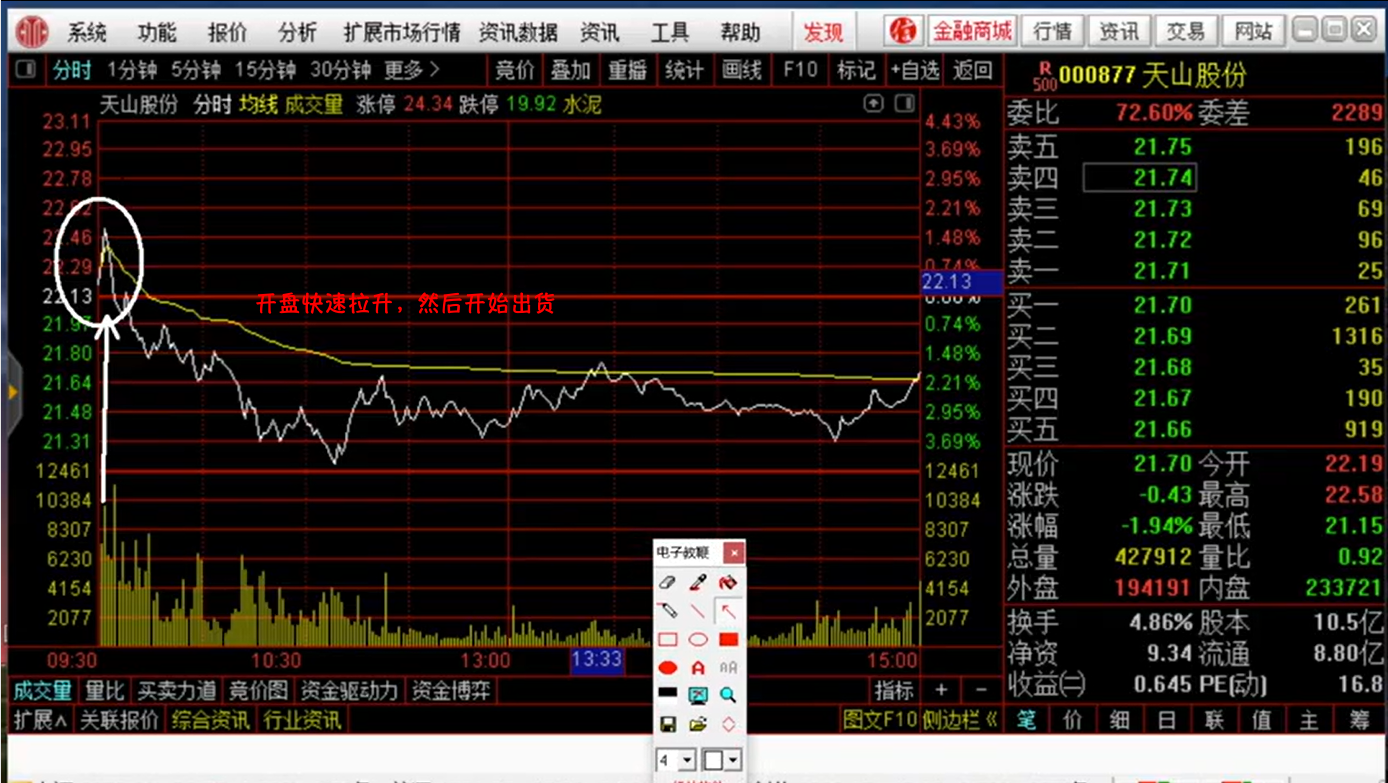 系统 功能 报价 分析 扩展市场行情 资讯数据 资讯 工具 帮助 发现 信 金融商城 行情 资讯 交易 网站
分时 1分钟 5分钟 15分钟 30分钟 更多 > 竞价 叠加 重播 统计 画线 F10 标记 +自选 返回
R 500 000877 天山股份
天山股份 分时 均线 成交量 涨停 24.34 跌停 19.92 水泥
委比 72.60% 委差 2289
23.11 4.43%
22.95 3.69%
22.78 2.95%
2.21%
22.46 1.48%
22.29 0.74%
22.13 22.13 0.00%
21.97 0.74%
21.80 1.48%
21.64 2.21%
21.48 2.95%
21.31 3.69%
12461 12461
10384 10384
8307 8307
6230 6230
4154 4154
2077 2077
开盘快速拉升，然后开始出货
09:30 10:30 13:00 13:33 15:00
卖五 21.75 196
卖四 21.74 46
卖三 21.73 69
卖二 21.72 96
卖一 21.71 25
买一 21.70 261
买二 21.69 1316
买三 21.68 35
买四 21.67 190
买五 21.66 919
现价 21.70 今开 22.19
涨跌 -0.43 最高 22.58
涨幅 -1.94% 最低 21.15
总量 427912 量比 0.92
外盘 194191 内盘 233721
换手 4.86% 股本 10.5亿
净资 9.34 流通 8.80亿
收益㈡ 0.645 PE(动) 16.8
电子教鞭 ×
A AA
4
成交量 量比 买卖力道 竞价图 资金驱动力 资金博弈 指标 + -
扩展∧ 关联报价 综合资讯 行业资讯 图文F10 侧边栏 《
笔 价 细 日 联 值 主 筹